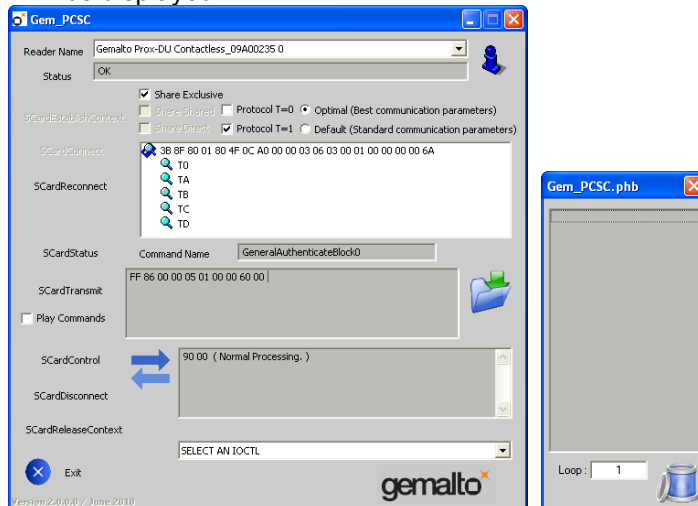 Gem_PCSC
Reader Name Gemalto Prox-DU Contactless_09A00235 0
Status OK
Share Exclusive
SCardEstablishContext Share Shared Protocol T=0 Optimal (Best communication parameters)
Share Direct Protocol T=1 Default (Standard communication parameters)
SCardConnect 3B 8F 80 01 80 4F 0C A0 00 00 03 06 03 00 01 00 00 00 00 6A
T0
TA
SCardReconnect
TB
TC
TD
SCardStatus Command Name GeneralAuthenticateBlock0
FF 86 00 00 05 01 00 00 60 00
SCardTransmit
Play Commands
SCardControl 90 00 ( Normal Processing. )
SCardDisconnect
SCardReleaseContext
SELECT AN IOCTL
Exit
gemalto
Version 2.0.0.0 / June 2010
Gem_PCSC.phb
Loop : 1